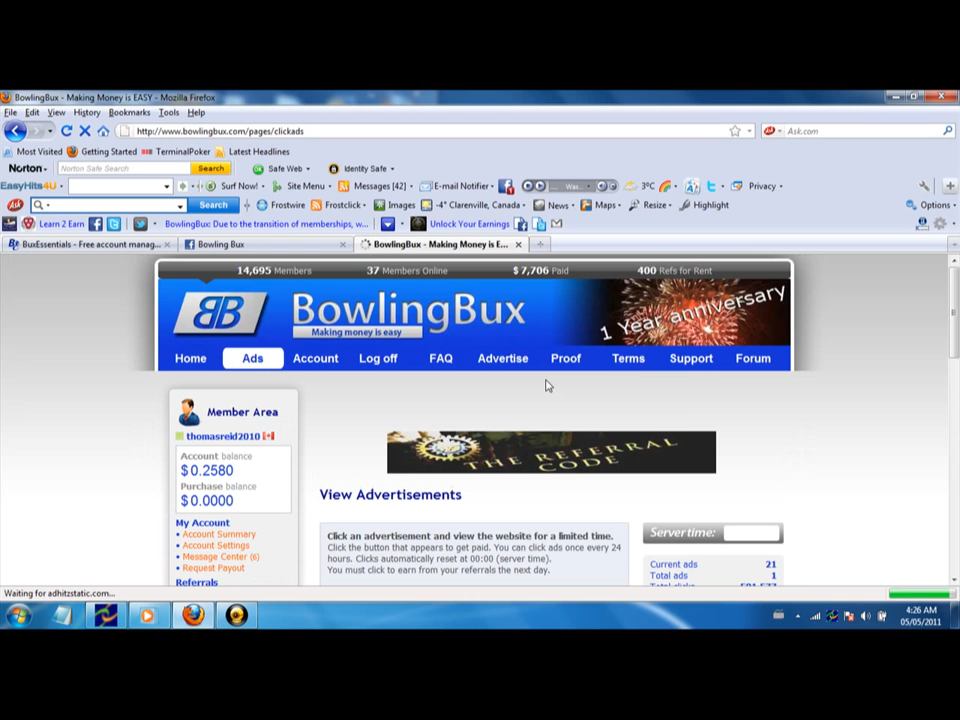 BowlingBux - Making Money is EASY - Mozilla Firefox
File Edit View History Bookmarks Tools Help
http://www.bowlingbux.com/pages/clickads
Ask.com
Most Visited Getting Started TerminalPoker Latest Headlines
Norton Norton Safe Search Search Safe Web Identity Safe
EasyHits4U Surf Now! Site Menu Messages [42] E-mail Notifier 3°C Privacy
Ask Search Frostwire Frostclick Images -4° Clarenville, Canada News Maps Resize Highlight Options
Learn 2 Earn BowlingBux: Due to the transition of memberships, w... Unlock Your Earnings
BuxEssentials - Free account manag... Bowling Bux BowlingBux - Making Money is E...
14,695 Members 37 Members Online $7,706 Paid 400 Refs for Rent
BB BowlingBux 1 Year anniversary
Making money is easy
Home Ads Account Log off FAQ Advertise Proof Terms Support Forum
Member Area
thomasreid2010
THE REFERRAL CODE
Account balance
$0.2580
Purchase balance
$0.0000
View Advertisements
My Account
Account Summary
Account Settings
Message Center (6)
Request Payout
Referrals
Click an advertisement and view the website for a limited time.
Click the button that appears to get paid. You can click ads once every 24
hours. Clicks automatically reset at 00:00 (server time).
You must click to earn from your referrals the next day.
Server time:
Current ads 21
Total ads 1
Waiting for adhitzstatic.com...
4:26 AM
05/05/2011